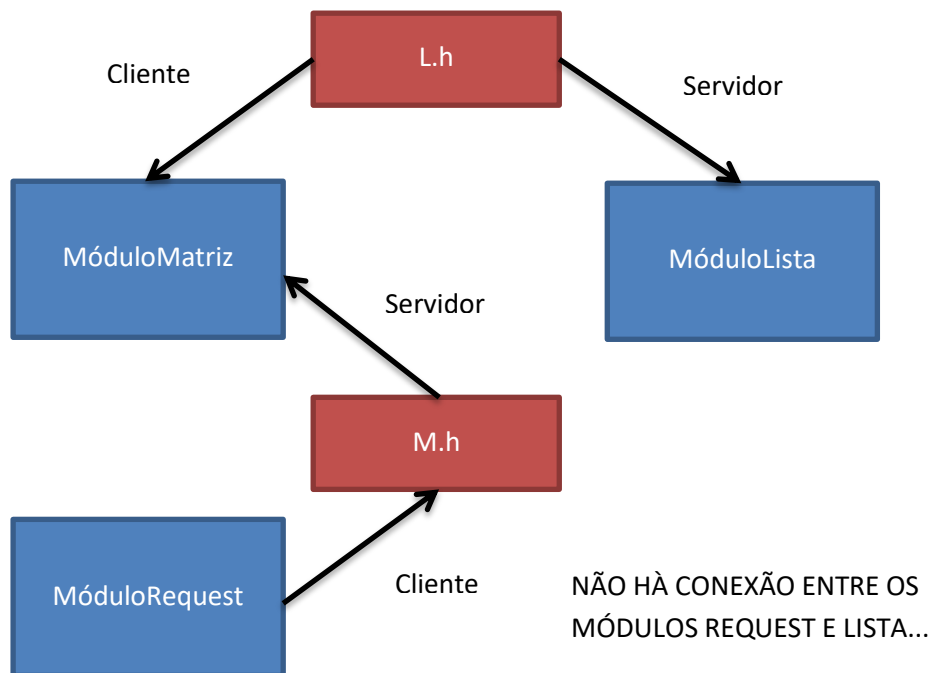 L.h
Cliente
Servidor
MóduloMatriz
MóduloLista
Servidor
M.h
MóduloRequest
Cliente
NÃO HÀ CONEXÃO ENTRE OS
MÓDULOS REQUEST E LISTA...